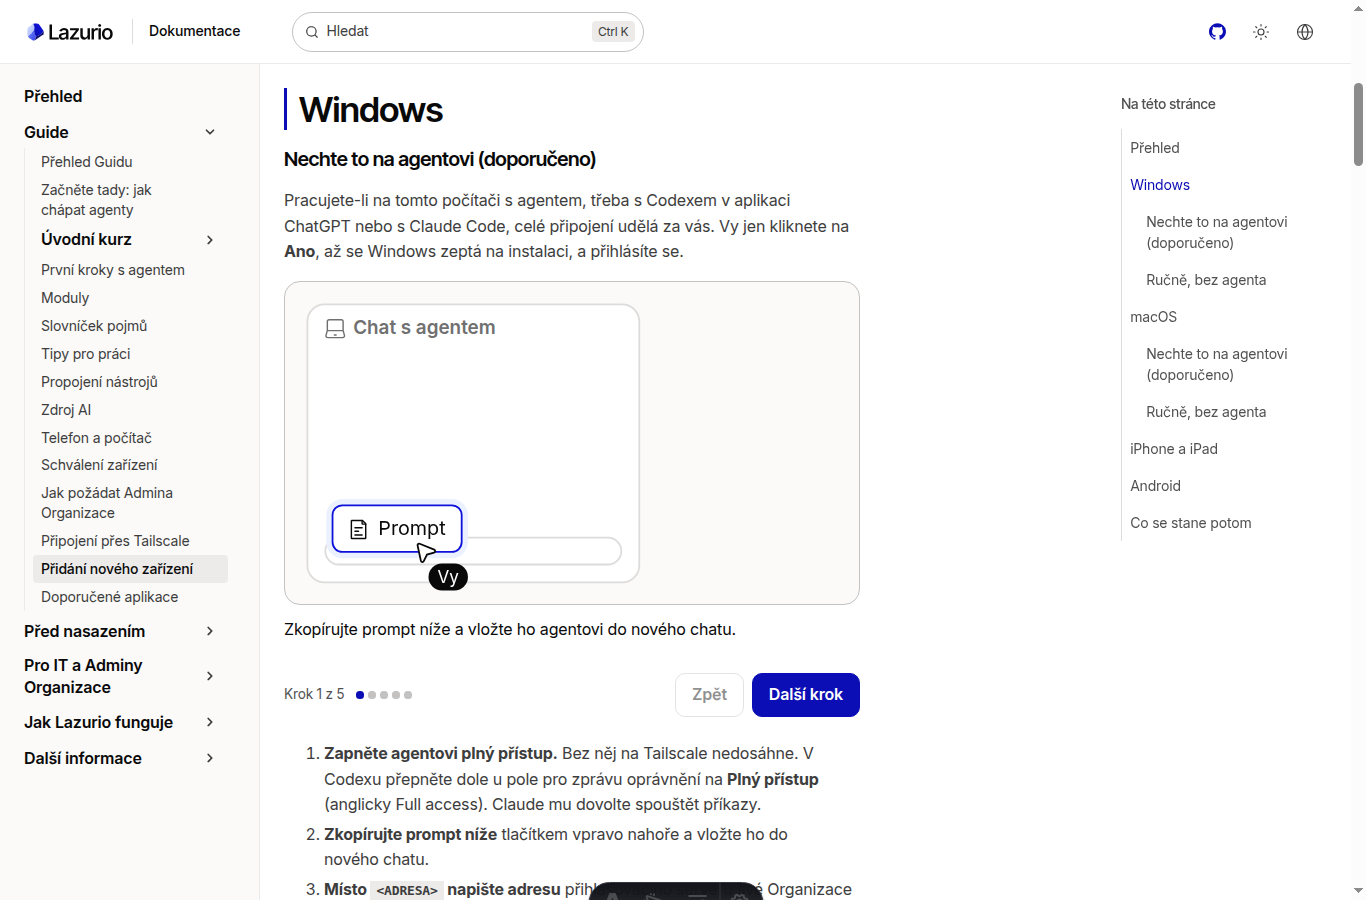 Lazurio
Dokumentace
Hledat
Ctrl K
Přehled
Guide
Přehled Guidu
Začněte tady: jak
chápat agenty
Úvodní kurz
První kroky s agentem
Moduly
Slovníček pojmů
Tipy pro práci
Propojení nástrojů
Zdroj AI
Telefon a počítač
Schválení zařízení
Jak požádat Admina
Organizace
Připojení přes Tailscale
Přidání nového zařízení
Doporučené aplikace
Před nasazením
Pro IT a Adminy
Organizace
Jak Lazurio funguje
Další informace
Windows
Nechte to na agentovi (doporučeno)
Pracujete-li na tomto počítači s agentem, třeba s Codexem v aplikaci
ChatGPT nebo s Claude Code, celé připojení udělá za vás. Vy jen kliknete na
Ano, až se Windows zeptá na instalaci, a přihlásíte se.
Chat s agentem
Prompt
Vy
Zkopírujte prompt níže a vložte ho agentovi do nového chatu.
Krok 1 z 5
Zpět
Další krok
1. Zapněte agentovi plný přístup. Bez něj na Tailscale nedosáhne. V
Codexu přepněte dole u pole pro zprávu oprávnění na Plný přístup
(anglicky Full access). Claude mu dovolte spouštět příkazy.
2. Zkopírujte prompt níže tlačítkem vpravo nahoře a vložte ho do
nového chatu.
3. Místo <ADRESA> napište adresu Organizace
Na této stránce
Přehled
Windows
Nechte to na agentovi
(doporučeno)
Ručně, bez agenta
macOS
Nechte to na agentovi
(doporučeno)
Ručně, bez agenta
iPhone a iPad
Android
Co se stane potom